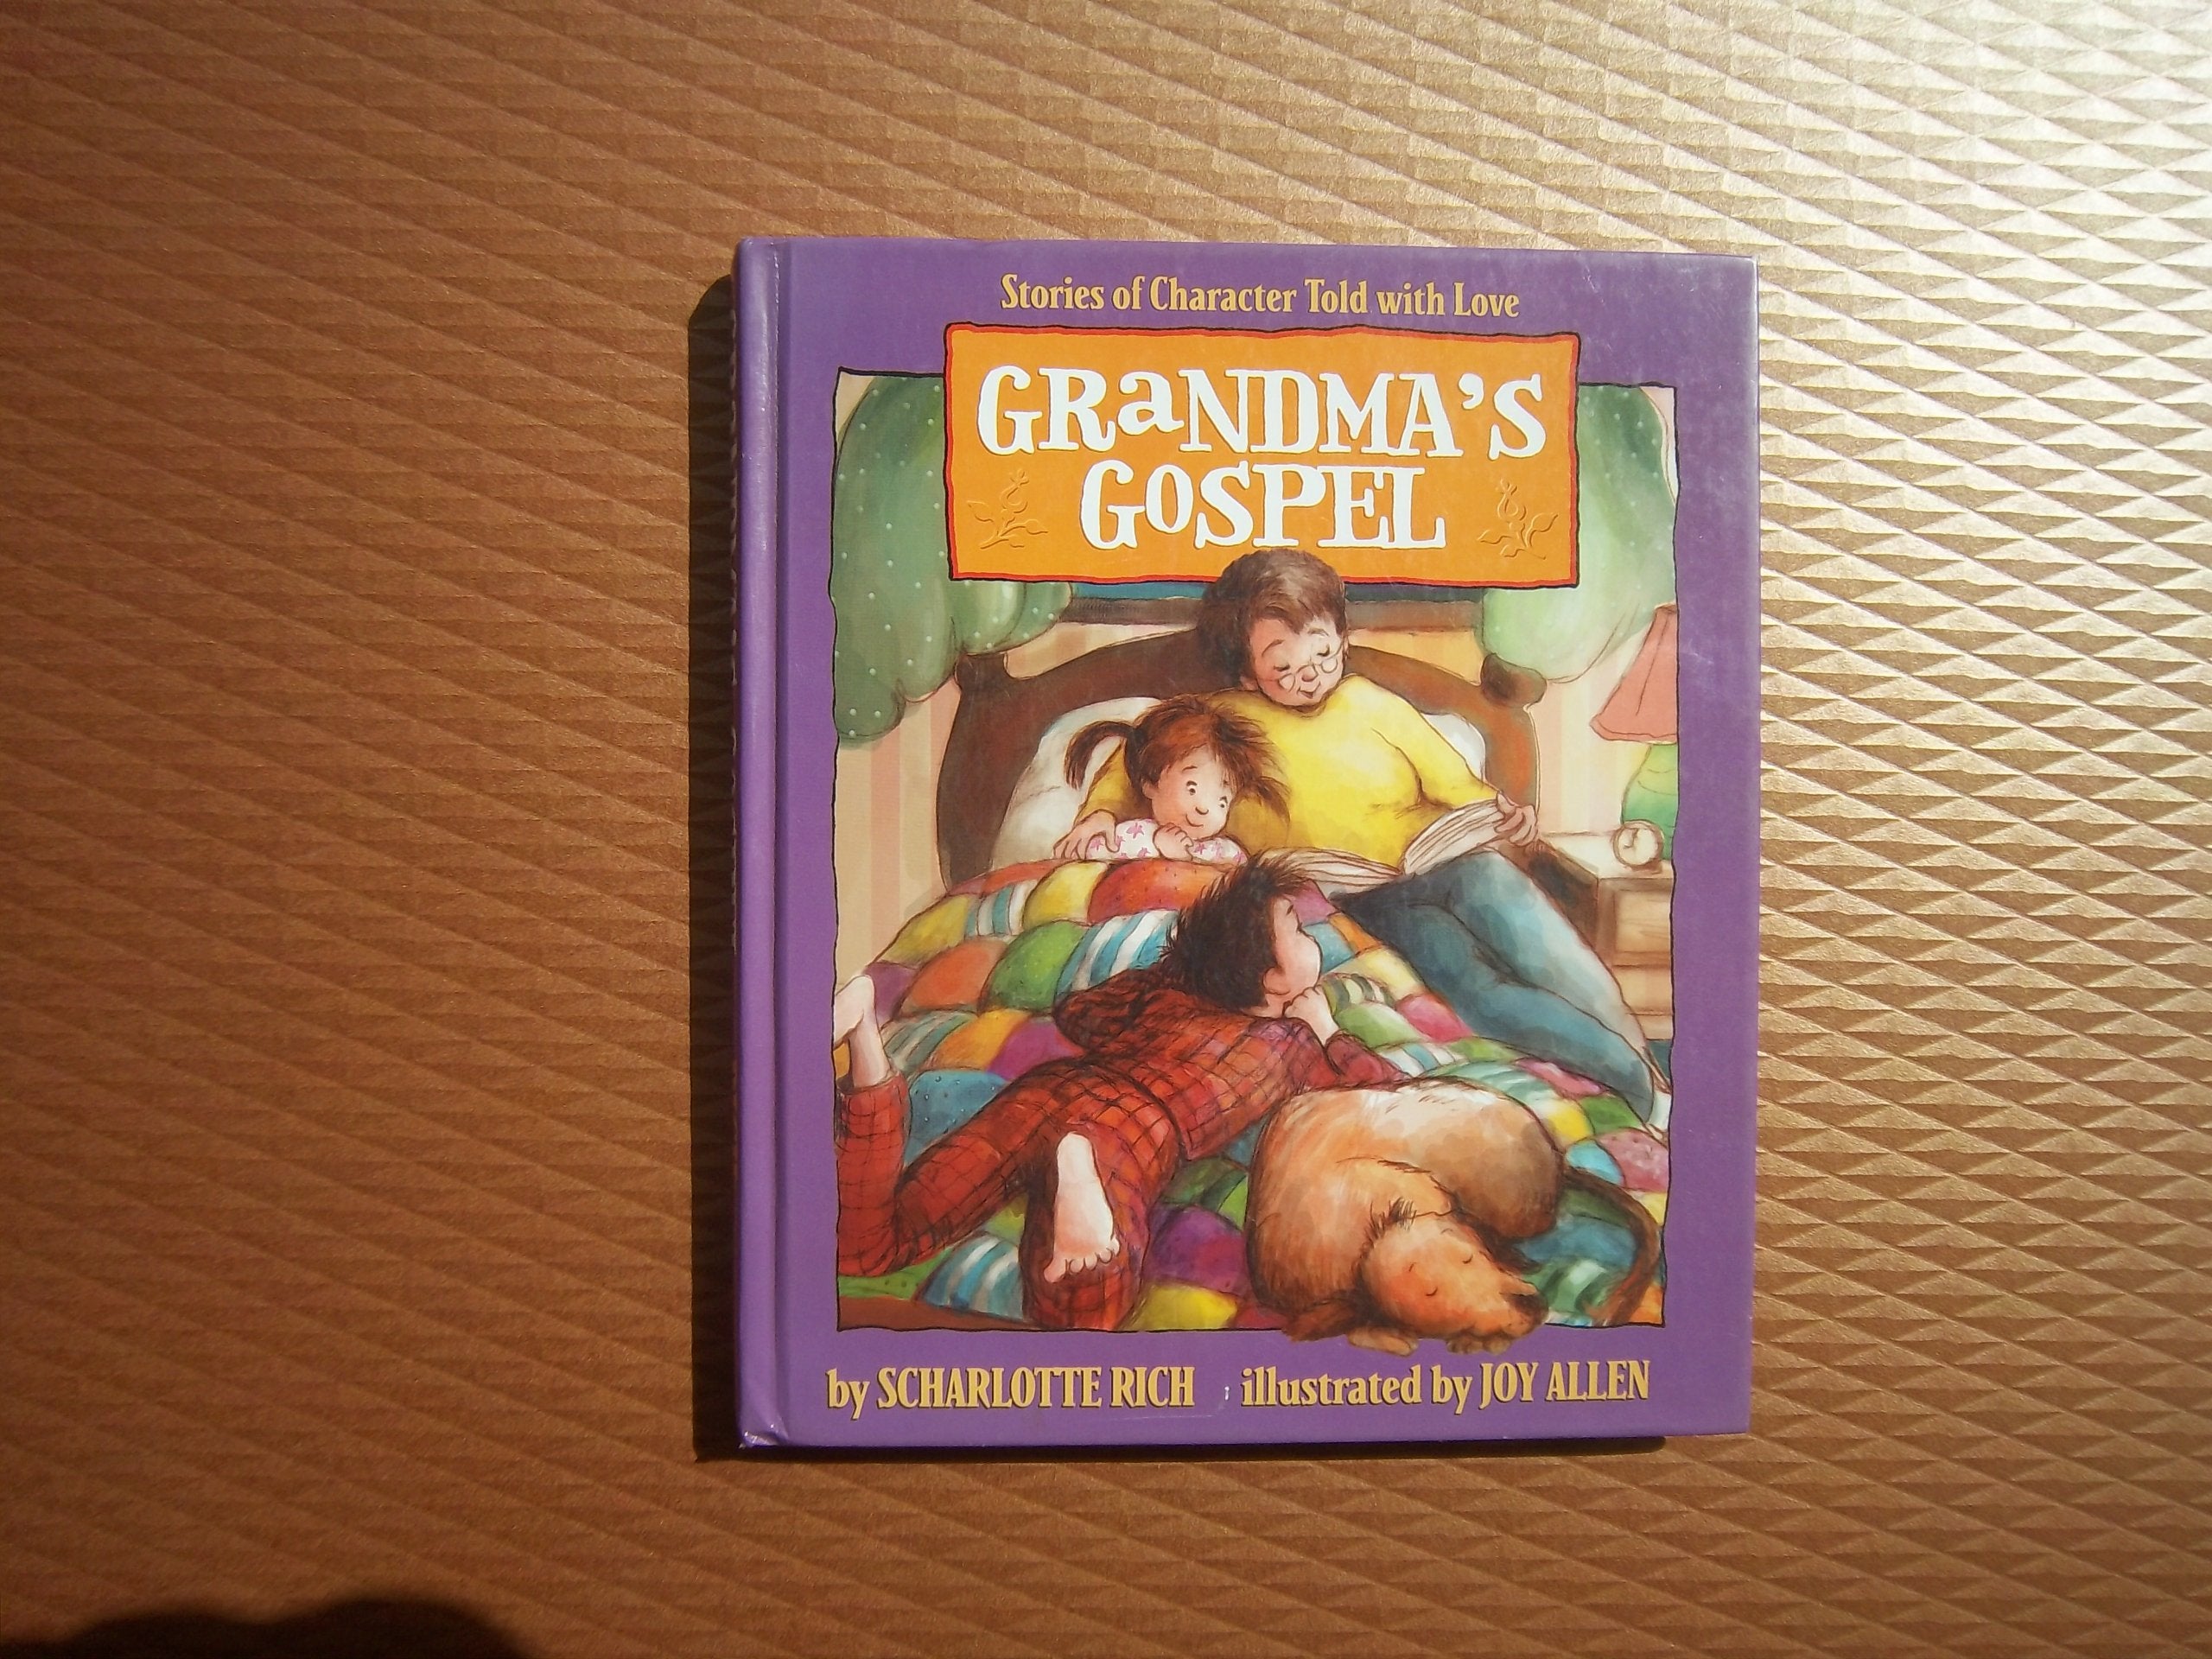 Stories of Character Told with Love
GRaNDMA'S
GoSPEL
by SCHARLOTTE RICH illustrated by JOY ALLEN